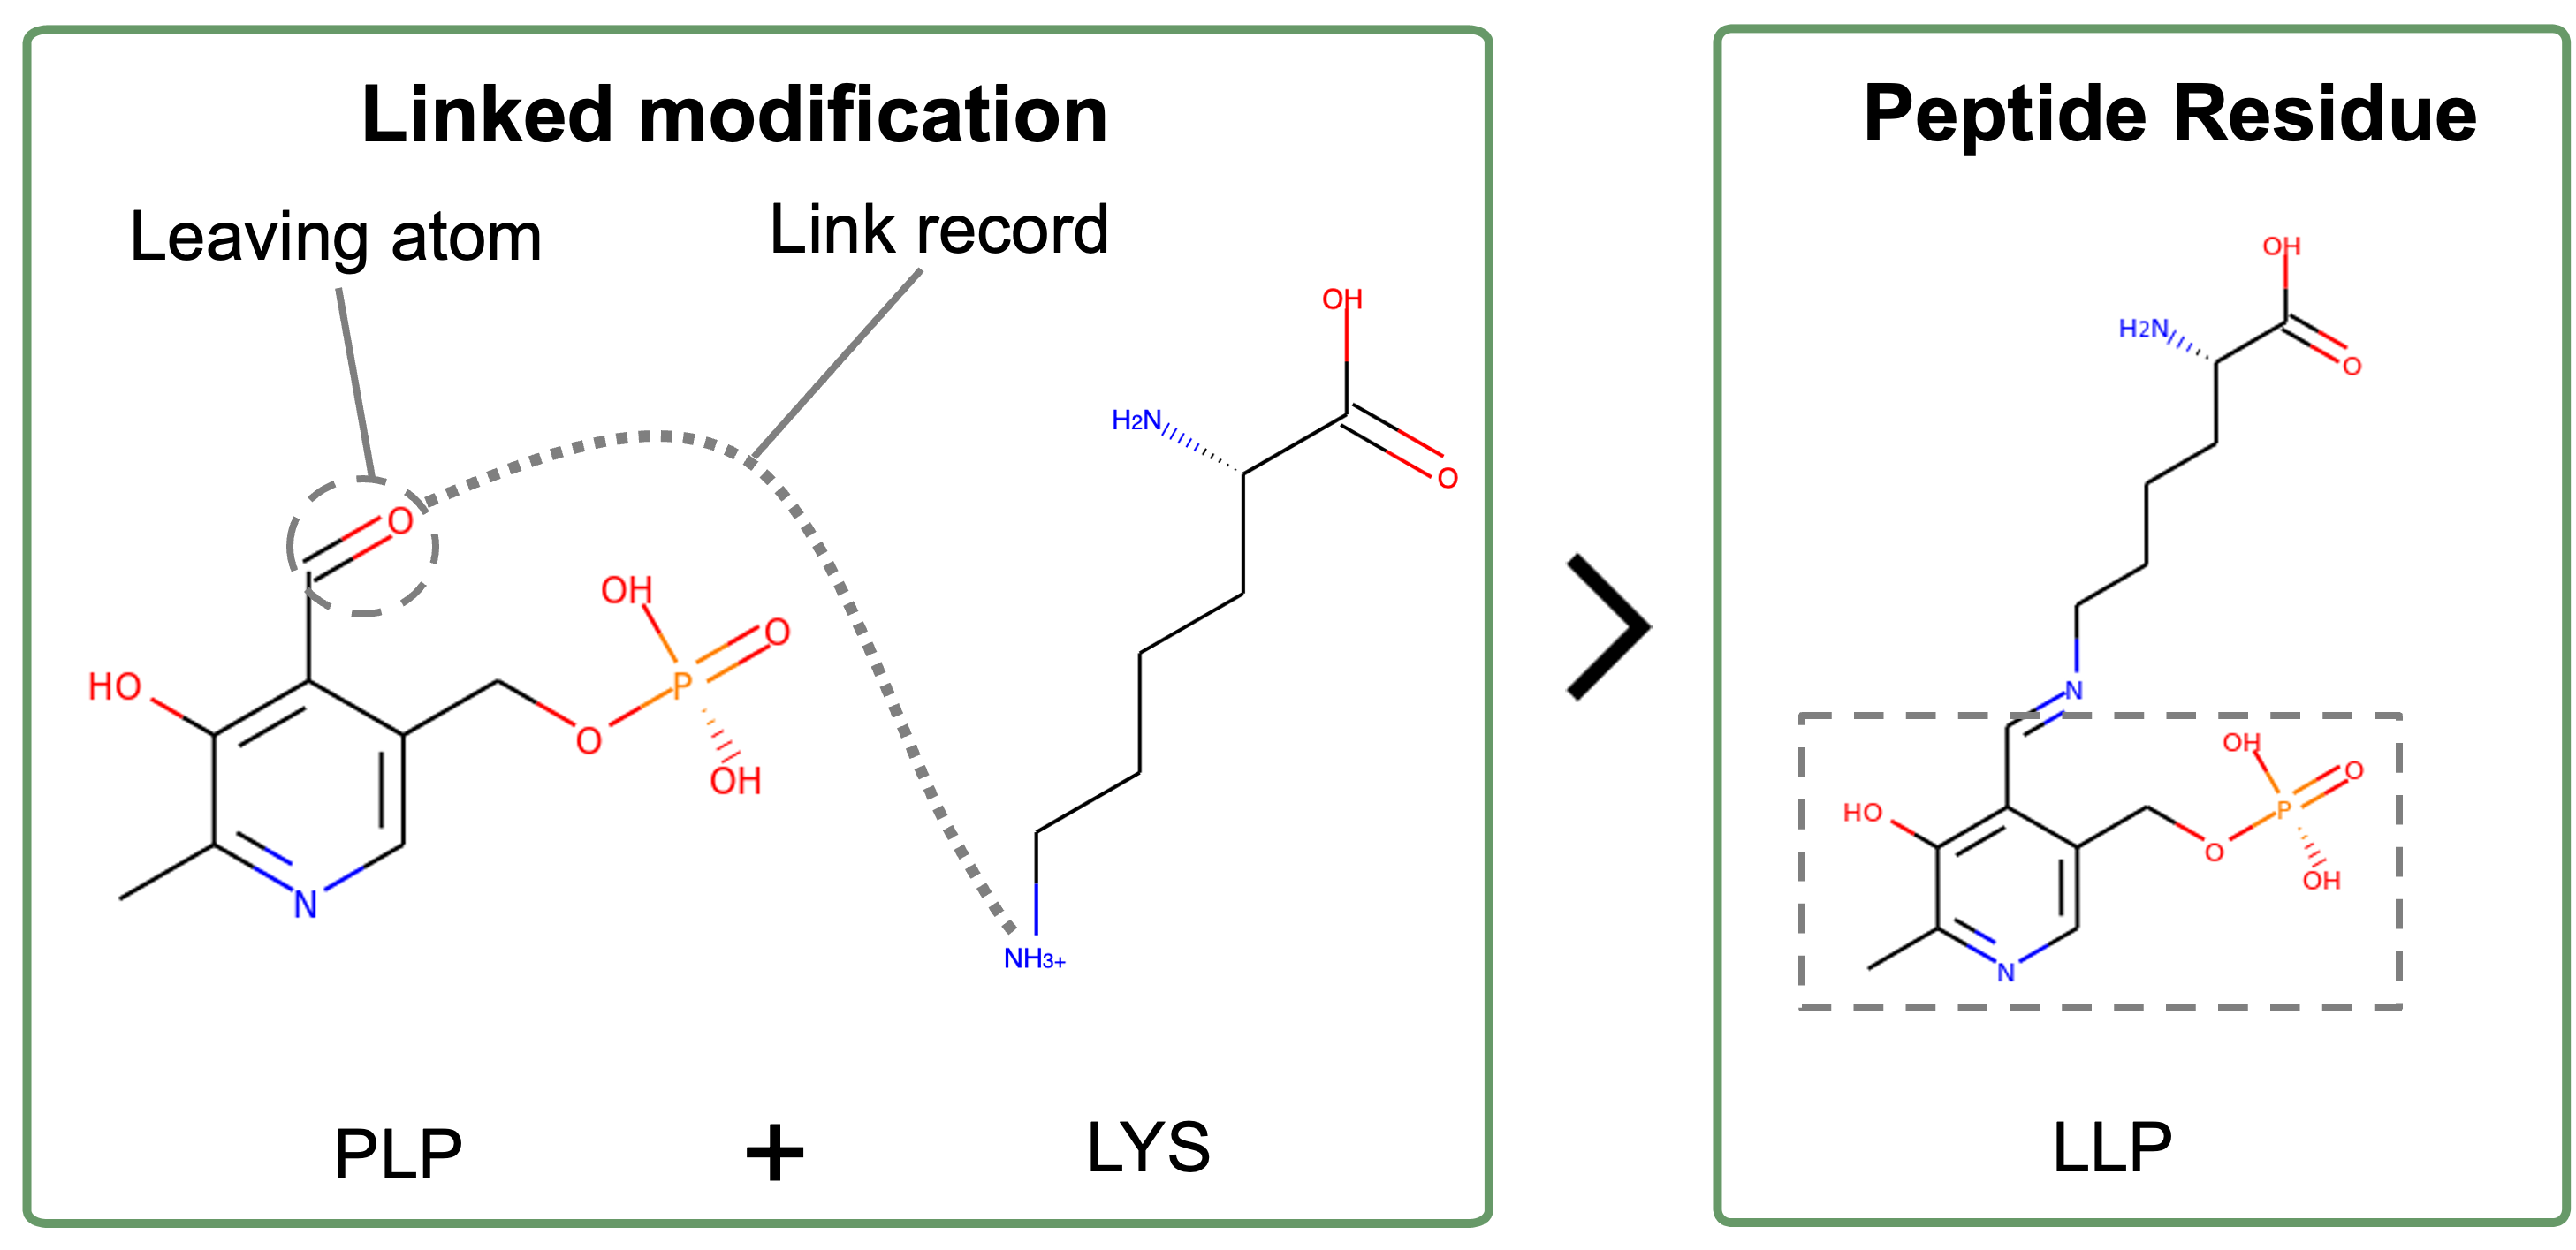 Linked modification
Leaving atom
Link record
OH
H2N
O
O
OH
O
HO
P
O
OH
N
NH3+
PLP
+
LYS
>
Peptide Residue
OH
H2N
O
N
OH
O
HO
P
O
OH
N
LLP